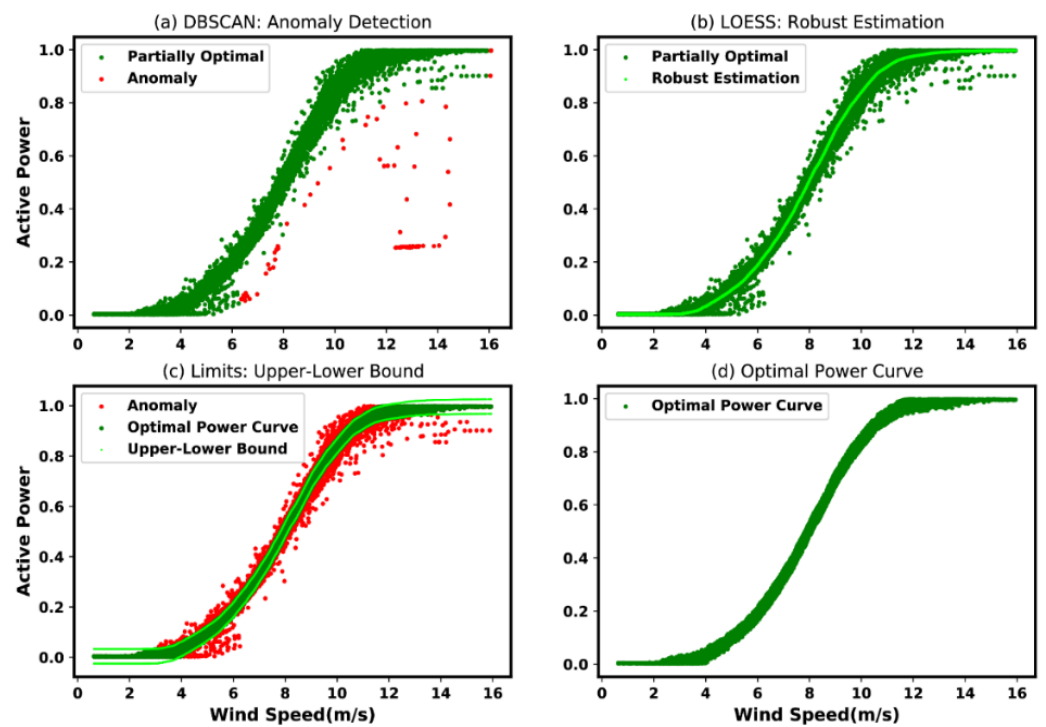 (a) DBSCAN: Anomaly Detection
1.0
0.8
0.6
0.4
0.2
0.0
Active Power
Partially Optimal
Anomaly
0 2 4 6 8 10 12 14 16
(b) LOESS: Robust Estimation
1.0
0.8
0.6
0.4
0.2
0.0
Partially Optimal
Robust Estimation
0 2 4 6 8 10 12 14 16
(c) Limits: Upper-Lower Bound
1.0
0.8
0.6
0.4
0.2
0.0
Active Power
Anomaly
Optimal Power Curve
Upper-Lower Bound
0 2 4 6 8 10 12 14 16
Wind Speed(m/s)
(d) Optimal Power Curve
1.0
0.8
0.6
0.4
0.2
0.0
Optimal Power Curve
0 2 4 6 8 10 12 14 16
Wind Speed(m/s)